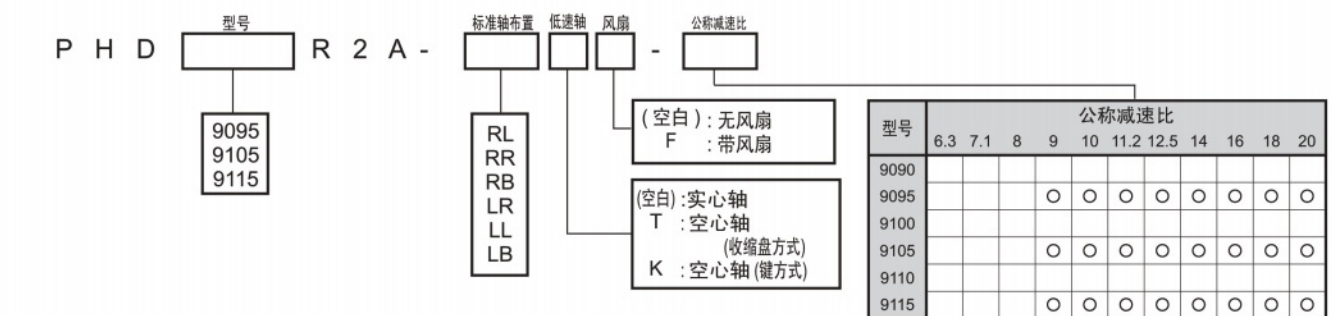 型号 标准轴布置 低速轴 风扇 公称减速比
P H D R 2 A - -
9095
9105
9115
RL
RR
RB
LR
LL
LB
(空白):无风扇
F :带风扇
(空白):实心轴
T :空心轴
(收缩盘方式)
K :空心轴(键方式)
型号 公称减速比
6.3 7.1 8 9 10 11.2 12.5 14 16 18 20
9090
9095 ○ ○ ○ ○ ○ ○ ○ ○
9100
9105 ○ ○ ○ ○ ○ ○ ○ ○
9110
9115 ○ ○ ○ ○ ○ ○ ○ ○